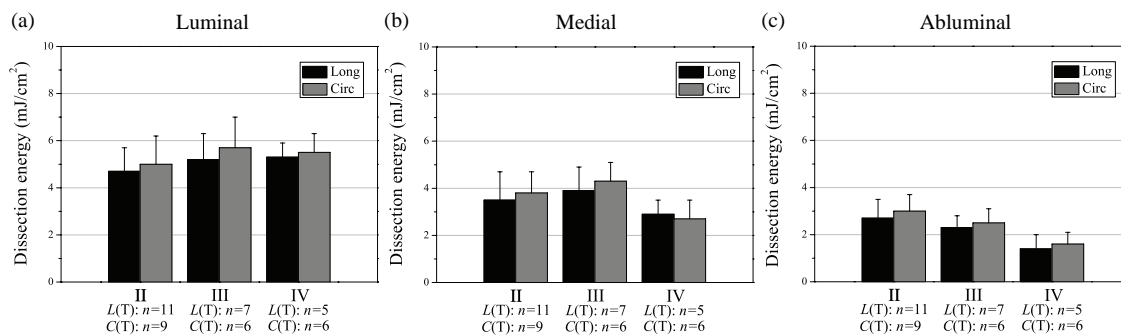 (a) Luminal
Dissection energy (mJ/cm²)
10
8
6
4
2
0
Long
Circ
II III IV
L(T): n=11 L(T): n=7 L(T): n=5
C(T): n=9 C(T): n=6 C(T): n=6
(b) Medial
Dissection energy (mJ/cm²)
10
8
6
4
2
0
Long
Circ
II III IV
L(T): n=11 L(T): n=7 L(T): n=5
C(T): n=9 C(T): n=6 C(T): n=6
(c) Abluminal
Dissection energy (mJ/cm²)
10
8
6
4
2
0
Long
Circ
II III IV
L(T): n=11 L(T): n=7 L(T): n=5
C(T): n=9 C(T): n=6 C(T): n=6